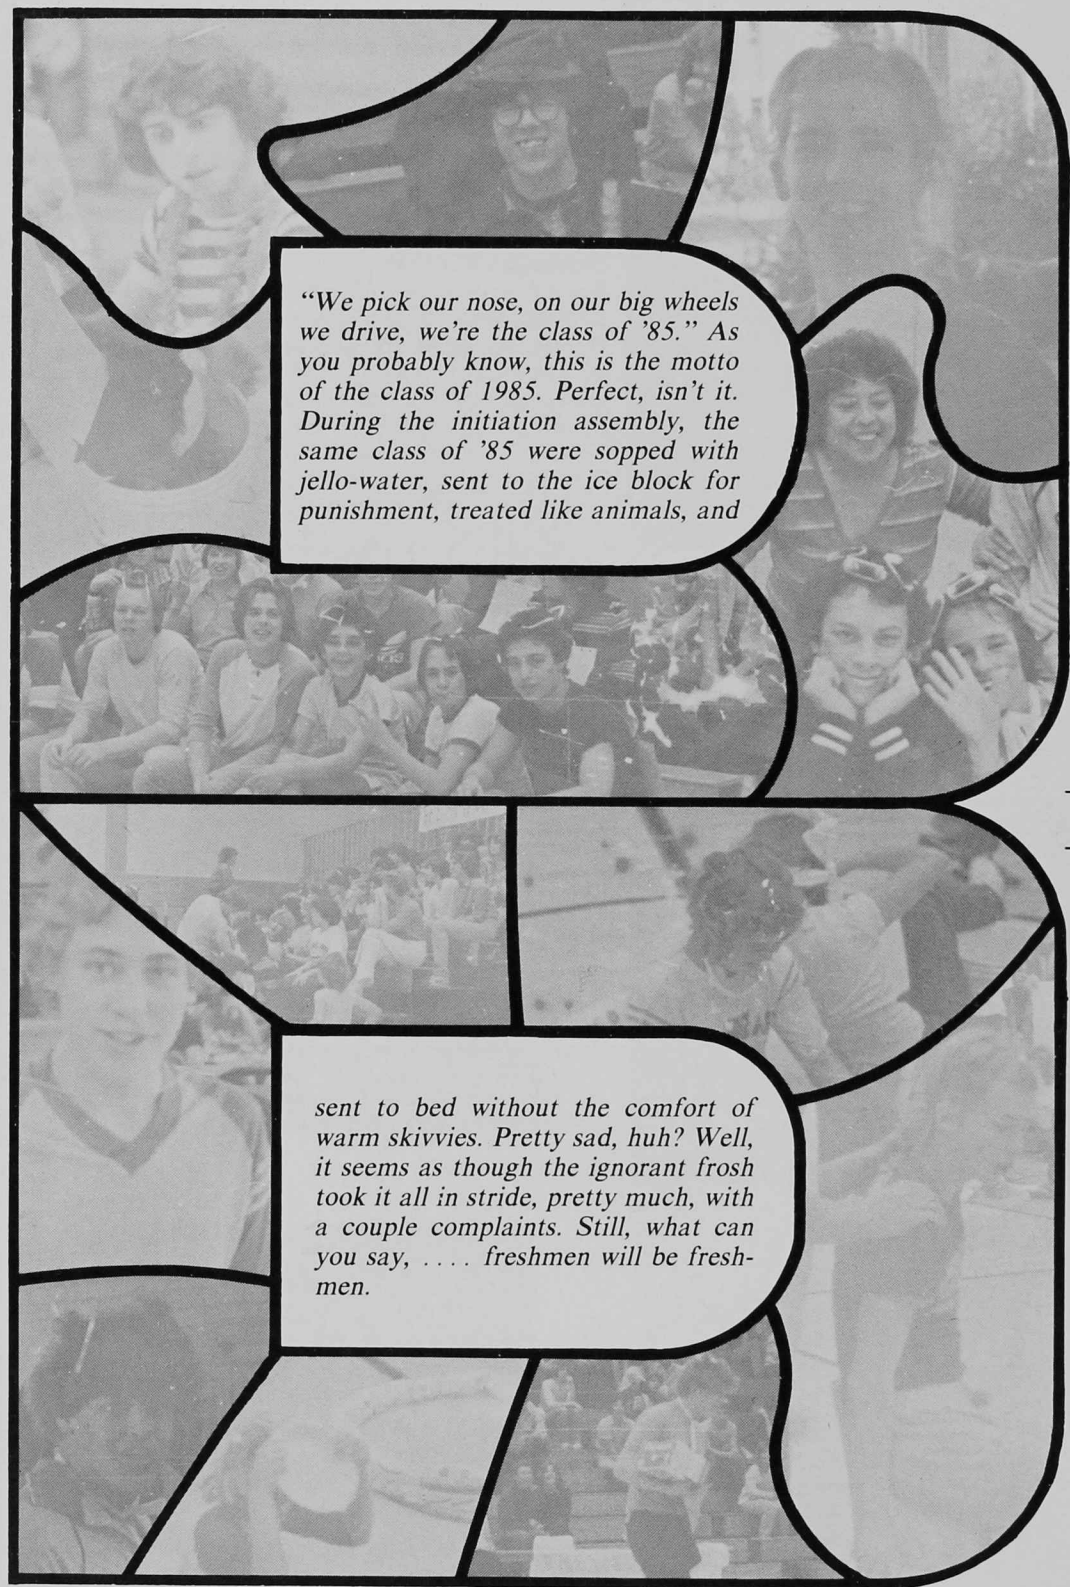 “We pick our nose, on our big wheels
we drive, we're the class of '85.” As
you probably know, this is the motto
of the class of 1985. Perfect, isn't it.
During the initiation assembly, the
same class of '85 were sopped with
jello-water, sent to the ice block for
punishment, treated like animals, and
sent to bed without the comfort of
warm skivvies. Pretty sad, huh? Well,
it seems as though the ignorant frosh
took it all in stride, pretty much, with
a couple complaints. Still, what can
you say, .... freshmen will be fresh-
men.